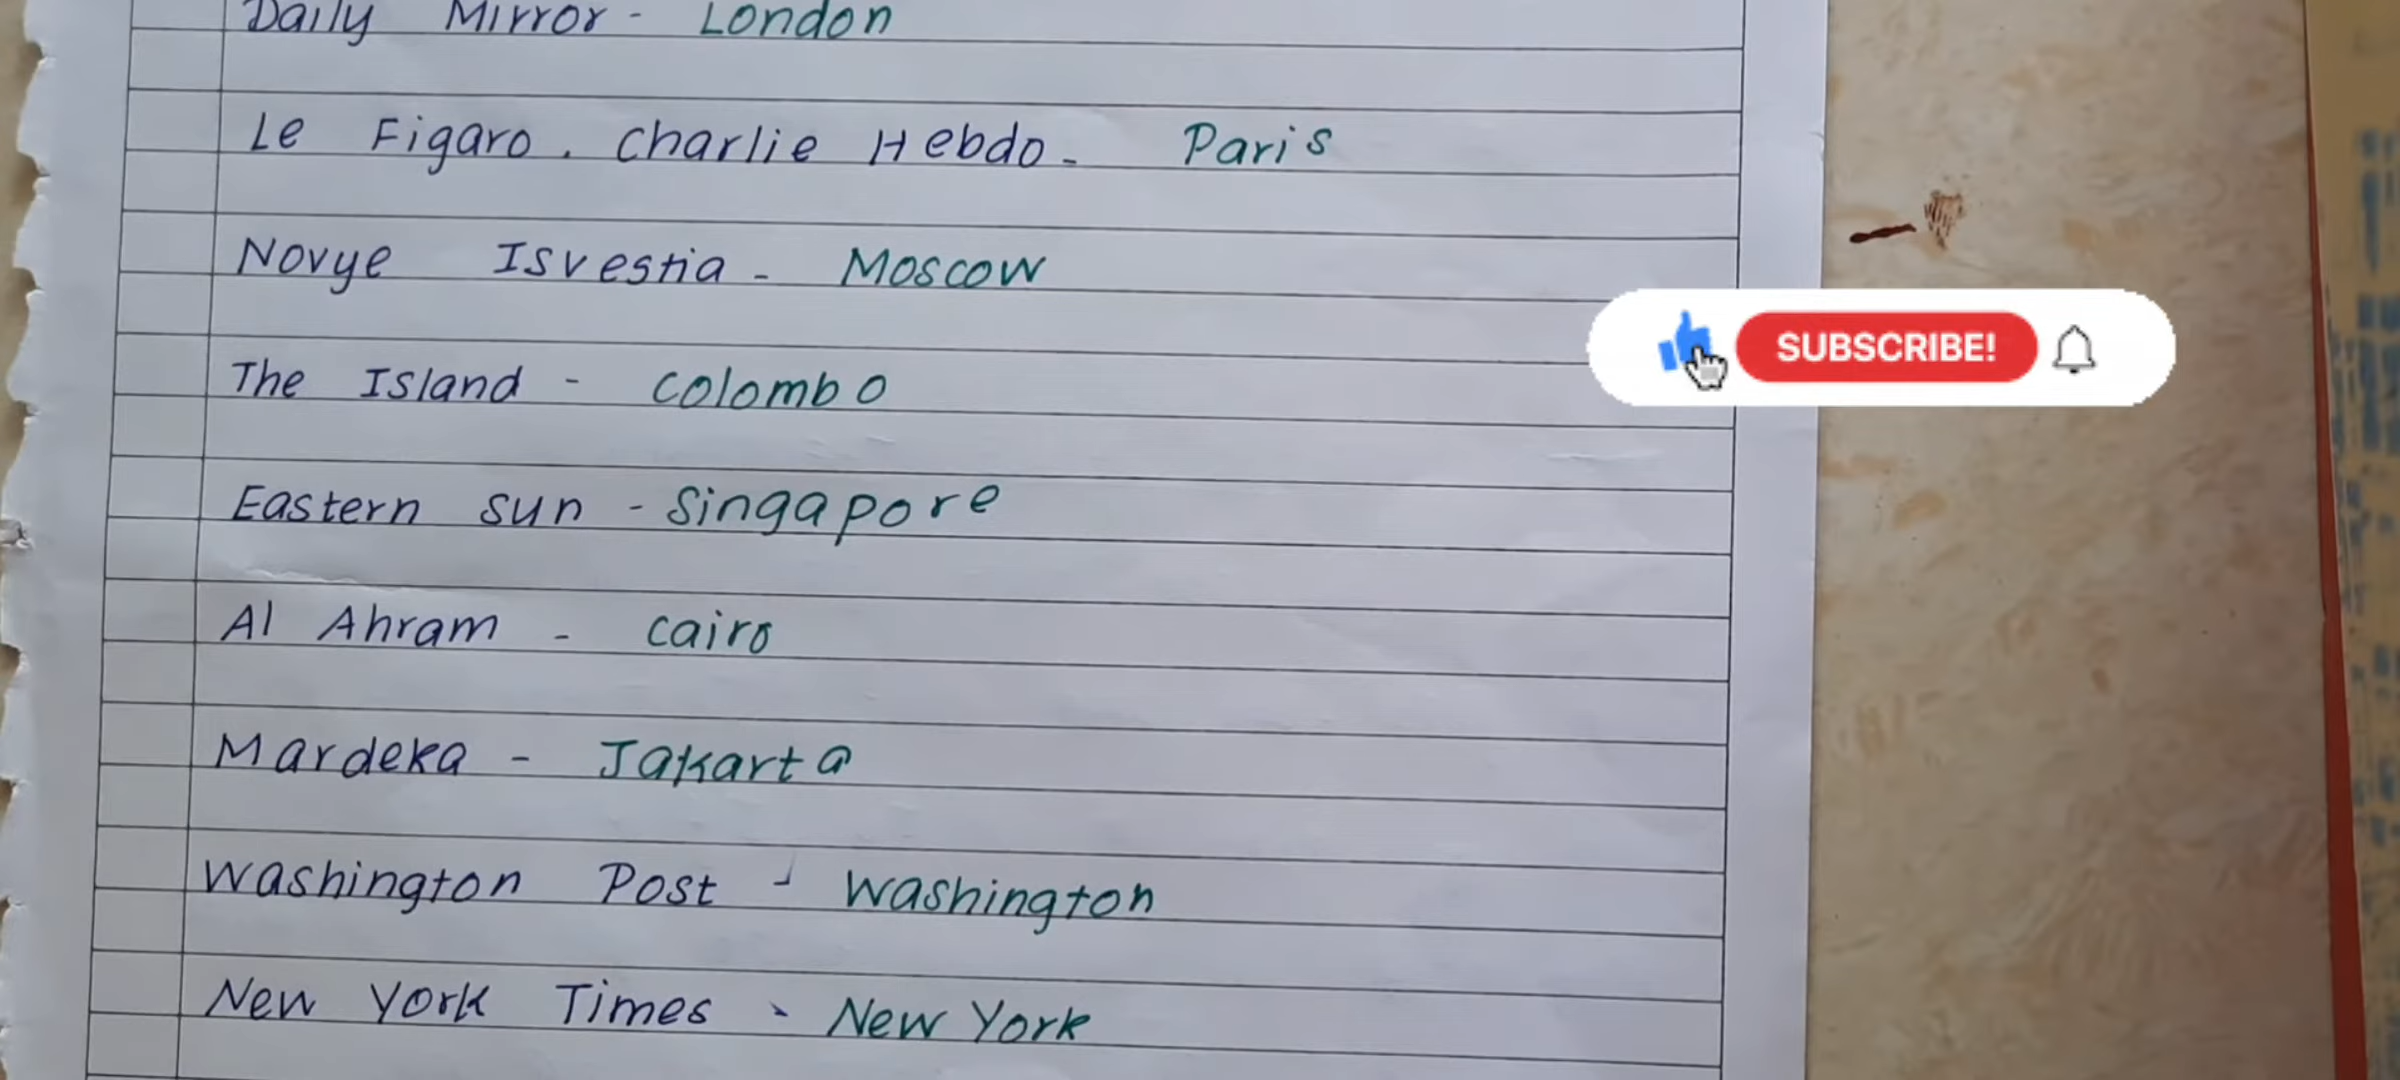 Daily Mirror - London
Le Figaro. Charlie Hebdo - Paris
Novye Isvestia - Moscow
SUBSCRIBE!
The Island - Colombo
Eastern Sun - Singapore
Al Ahram - Cairo
Mardeka - Jakarta
Washington Post - Washington
New York Times - New York